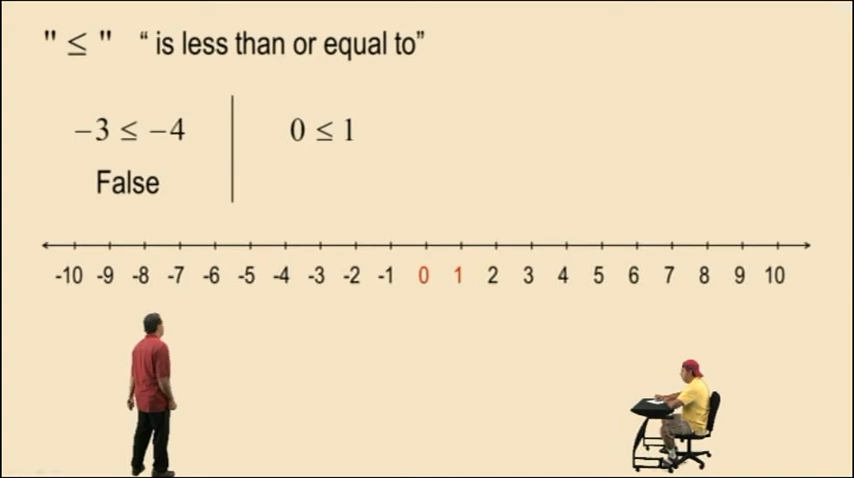 " ≤ " “ is less than or equal to”
−3 ≤ −4 0 ≤ 1
False
-10 -9 -8 -7 -6 -5 -4 -3 -2 -1 0 1 2 3 4 5 6 7 8 9 10